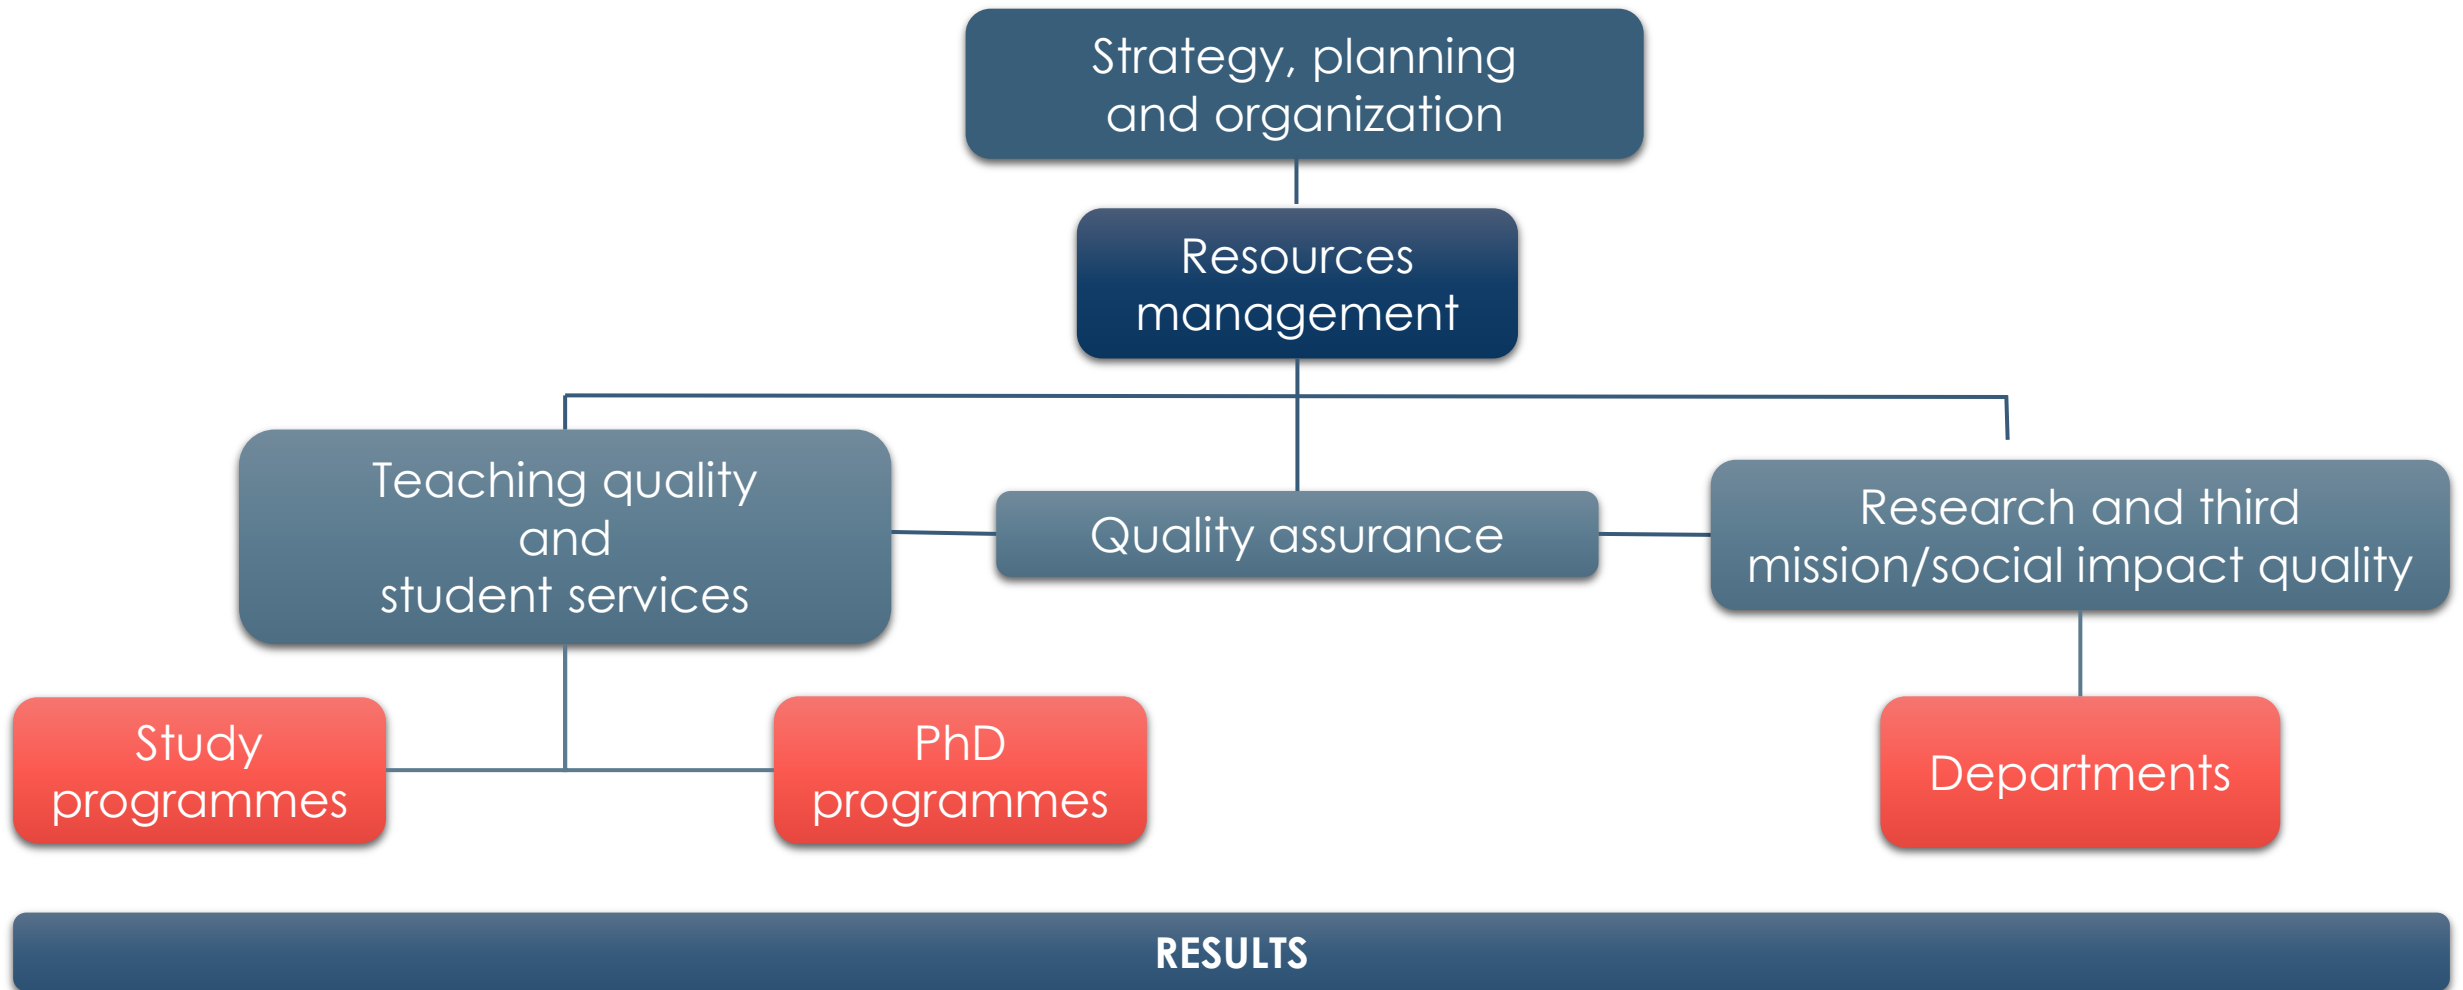 Strategy, planning
and organization
Resources
management
Teaching quality
and
student services
Quality assurance
Research and third
mission/social impact quality
Study
programmes
PhD
programmes
Departments
RESULTS